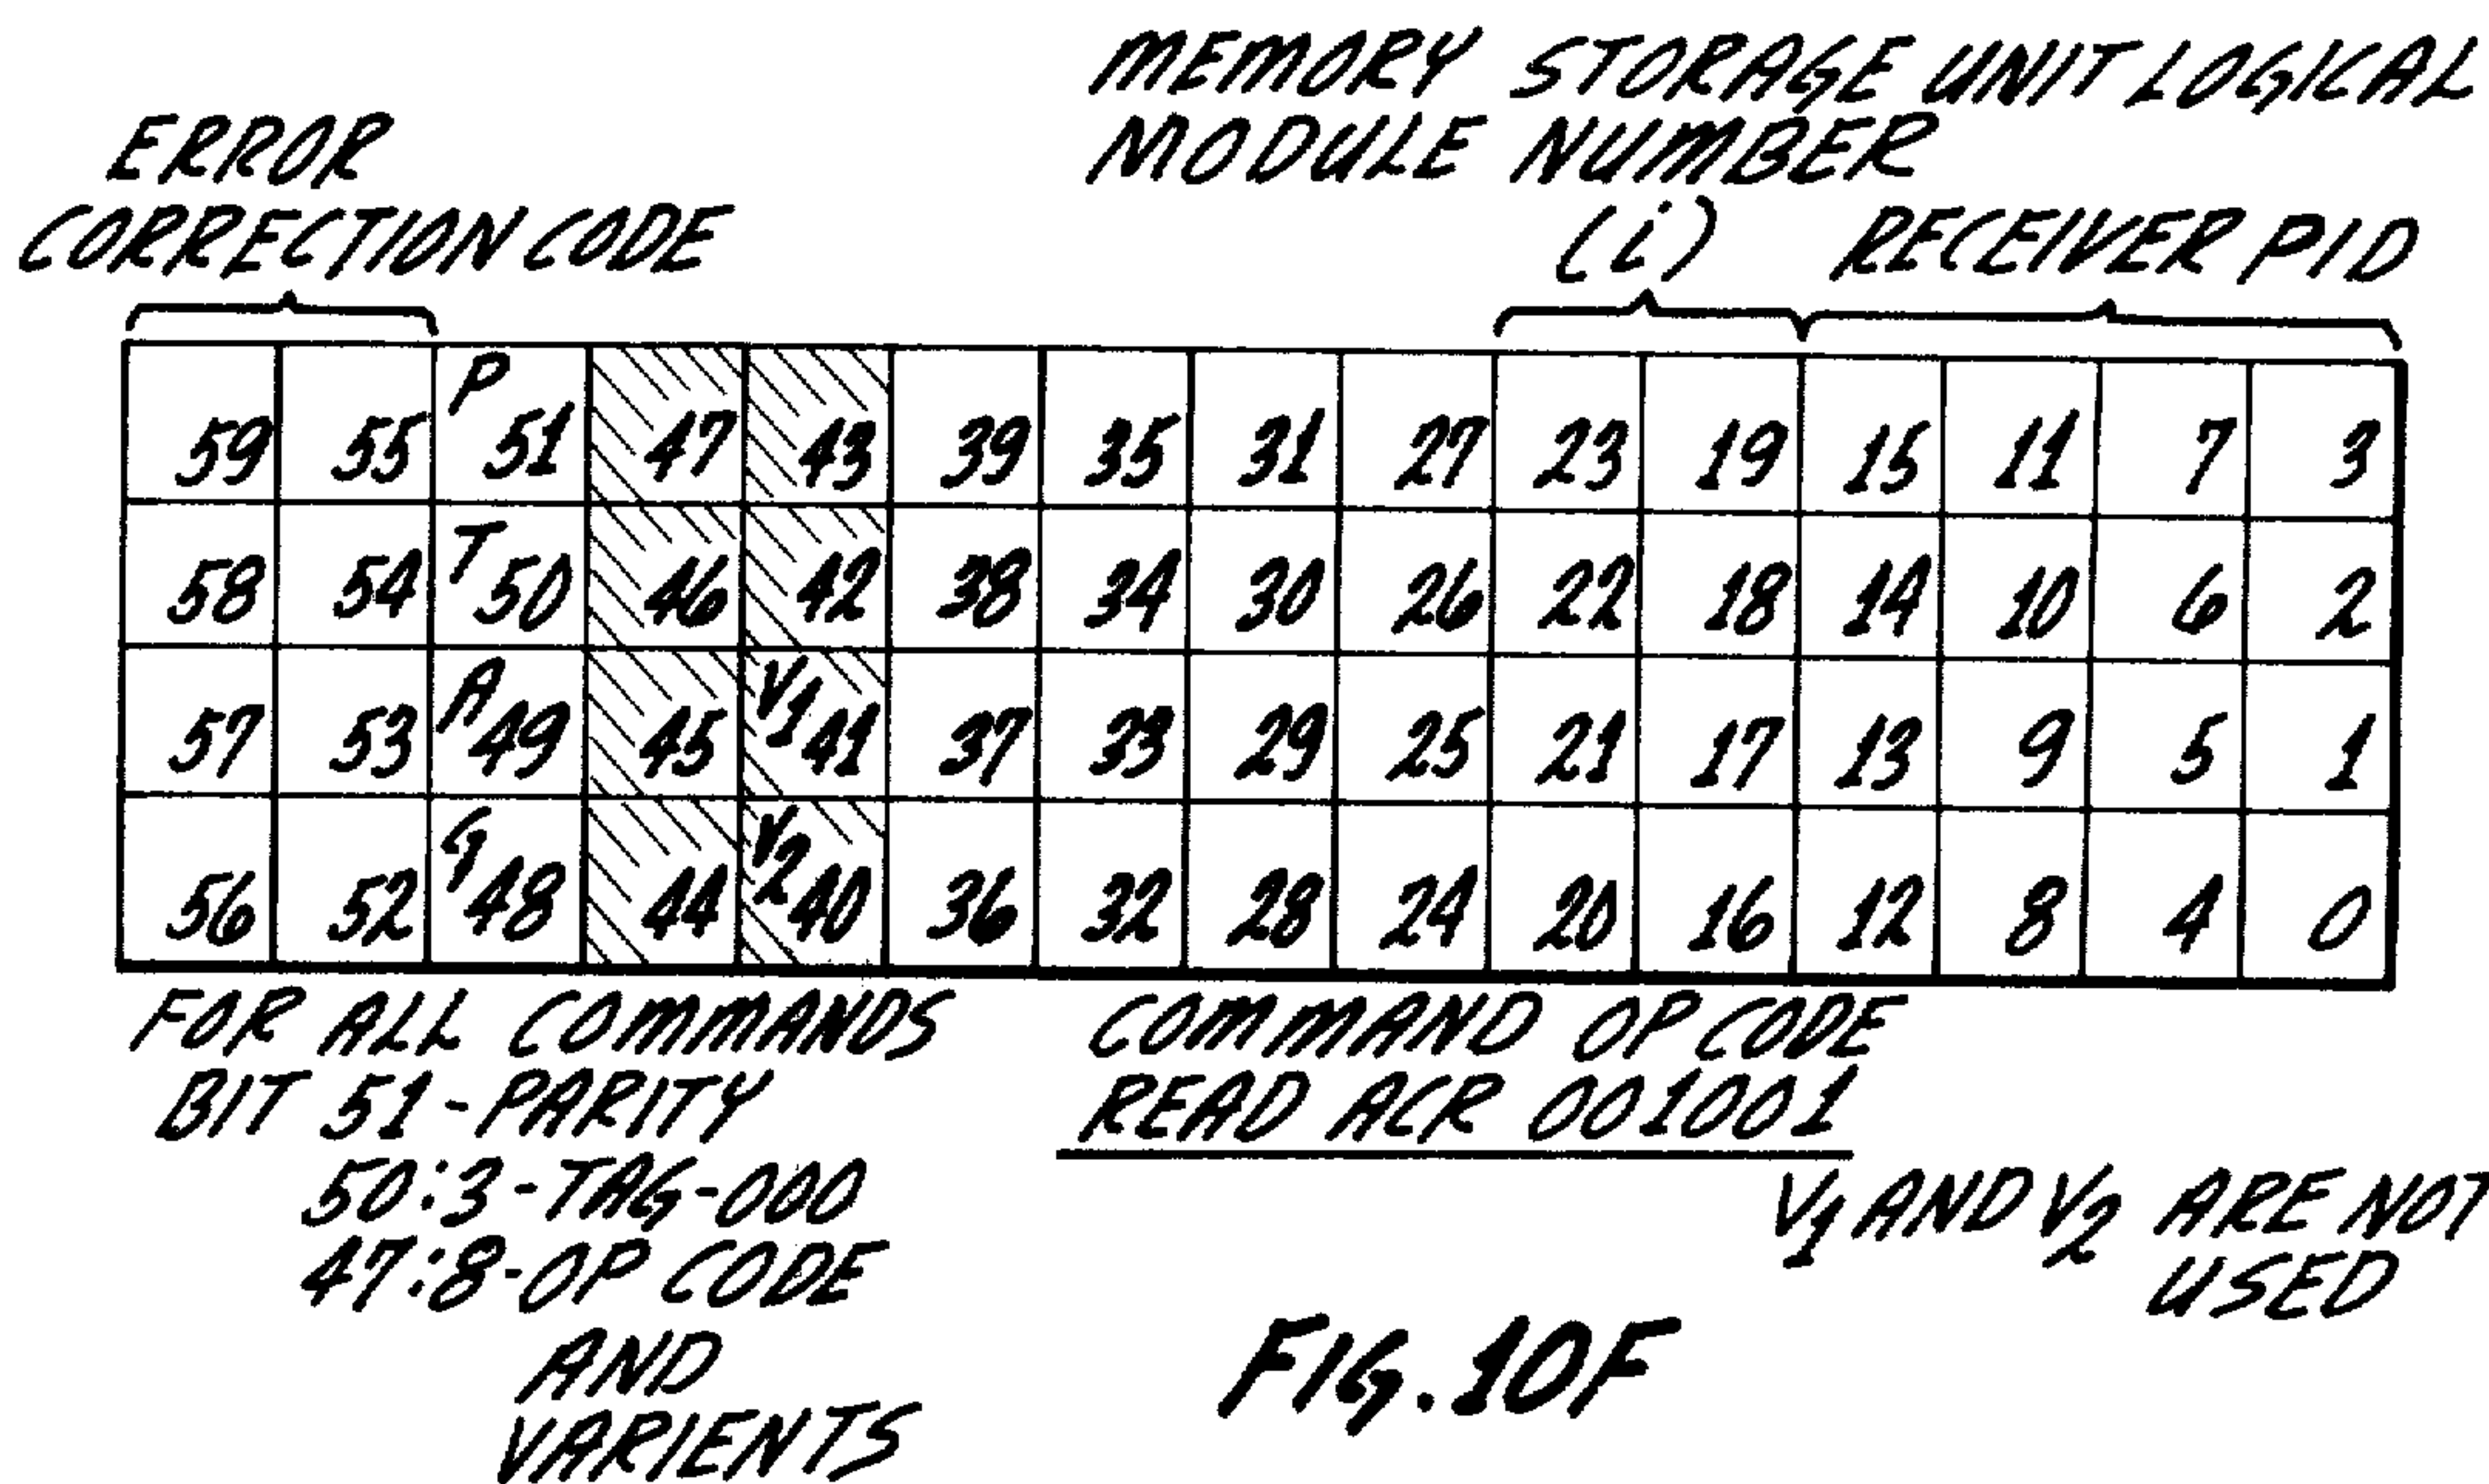 MEMORY STORAGE UNIT LOGICAL
MODULE NUMBER
ERROR
CORRECTION CODE
(i) RECEIVER PID
P
59 55 51 47 43 39 35 31 27 23 19 15 11 7 3
T
58 54 50 46 42 38 34 30 26 22 18 14 10 6 2
A V1
57 53 49 45 41 37 33 29 25 21 17 13 9 5 1
G V2
56 52 48 44 40 36 32 28 24 20 16 12 8 4 0
FOR ALL COMMANDS
BIT 51-PARITY
50:3-TAG-000
47:8-OP CODE
AND
VARIENTS
COMMAND OP CODE
READ ACR 001001
V1 AND V2 ARE NOT
USED
FIG. 10F